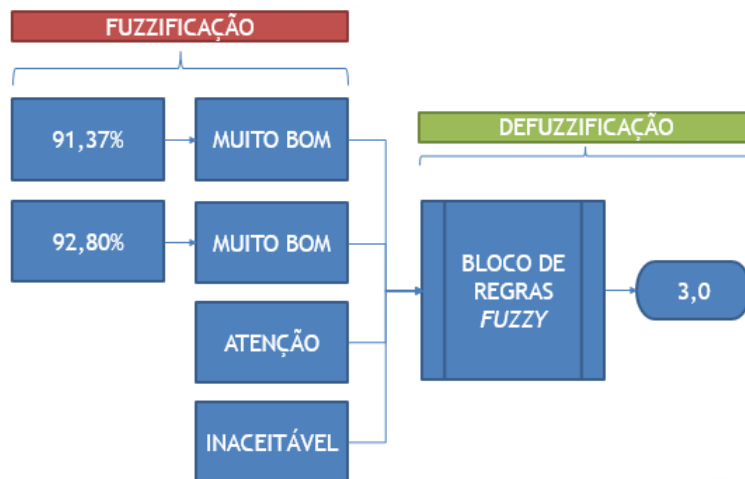 FUZZIFICAÇÃO
91,37%
MUITO BOM
92,80%
MUITO BOM
ATENÇÃO
INACEITÁVEL
DEFUZZIFICAÇÃO
BLOCO DE
REGRAS
FUZZY
3,0